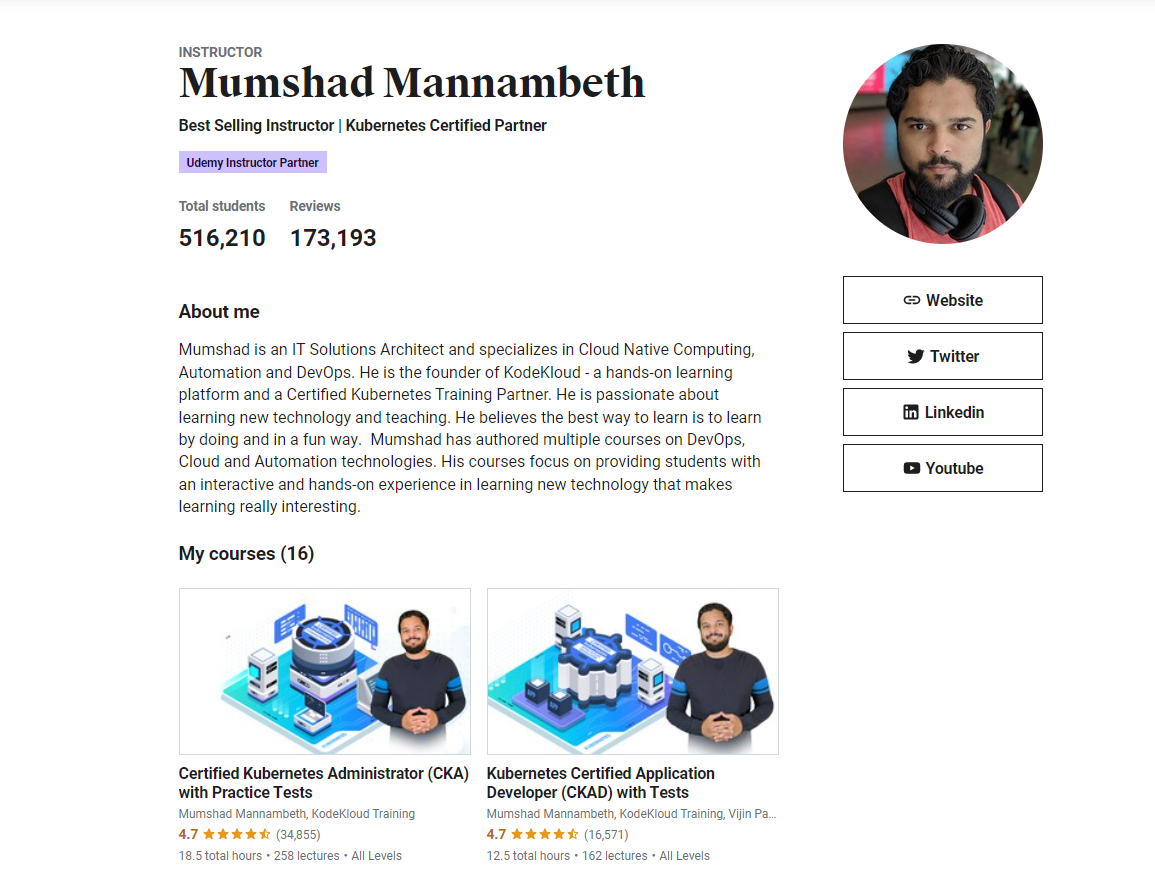 INSTRUCTOR
Mumshad Mannambeth
Best Selling Instructor | Kubernetes Certified Partner
Udemy Instructor Partner
Total students Reviews
516,210 173,193
About me
Mumshad is an IT Solutions Architect and specializes in Cloud Native Computing,
Automation and DevOps. He is the founder of KodeKloud - a hands-on learning
platform and a Certified Kubernetes Training Partner. He is passionate about
learning new technology and teaching. He believes the best way to learn is to learn
by doing and in a fun way.  Mumshad has authored multiple courses on DevOps,
Cloud and Automation technologies. His courses focus on providing students with
an interactive and hands-on experience in learning new technology that makes
learning really interesting.
Website
Twitter
Linkedin
Youtube
My courses (16)
Certified Kubernetes Administrator (CKA)
with Practice Tests
Mumshad Mannambeth, KodeKloud Training
4.7 (34,855)
18.5 total hours • 258 lectures • All Levels
Kubernetes Certified Application
Developer (CKAD) with Tests
Mumshad Mannambeth, KodeKloud Training, Vijin Pa...
4.7 (16,571)
12.5 total hours • 162 lectures • All Levels